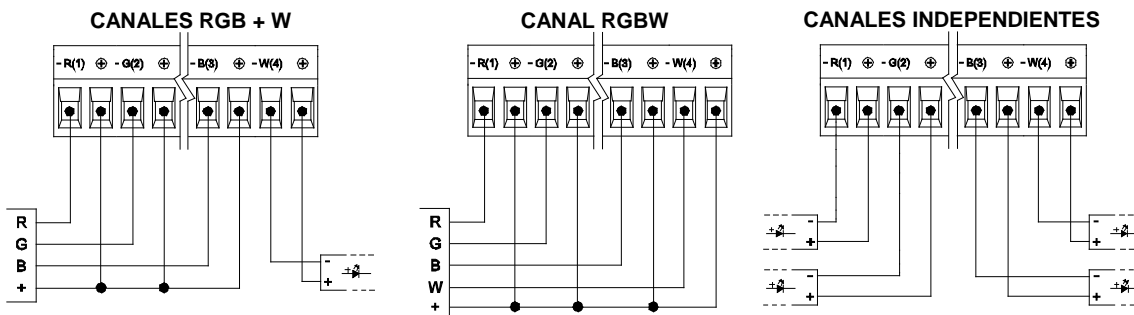 CANALES RGB + W
- R(1) ⊕ - G(2) ⊕ - B(3) ⊕ - W(4) ⊕
R
G
B
+
-
+
+
CANAL RGBW
- R(1) ⊕ - G(2) ⊕ - B(3) ⊕ - W(4) ⊕
R
G
B
W
+
CANALES INDEPENDIENTES
- R(1) ⊕ - G(2) ⊕ - B(3) ⊕ - W(4) ⊕
+ -
+
+ -
+
- +
+
- +
+